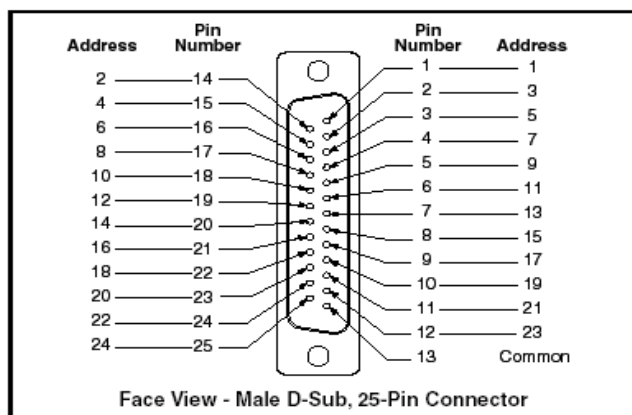 Address Pin Number Pin Number Address
2 14 1 1
4 15 2 3
6 16 3 5
8 17 4 7
10 18 5 9
12 19 6 11
14 20 7 13
16 21 8 15
18 22 9 17
20 23 10 19
22 24 11 21
24 25 12 23
13 Common
Face View - Male D-Sub, 25-Pin Connector